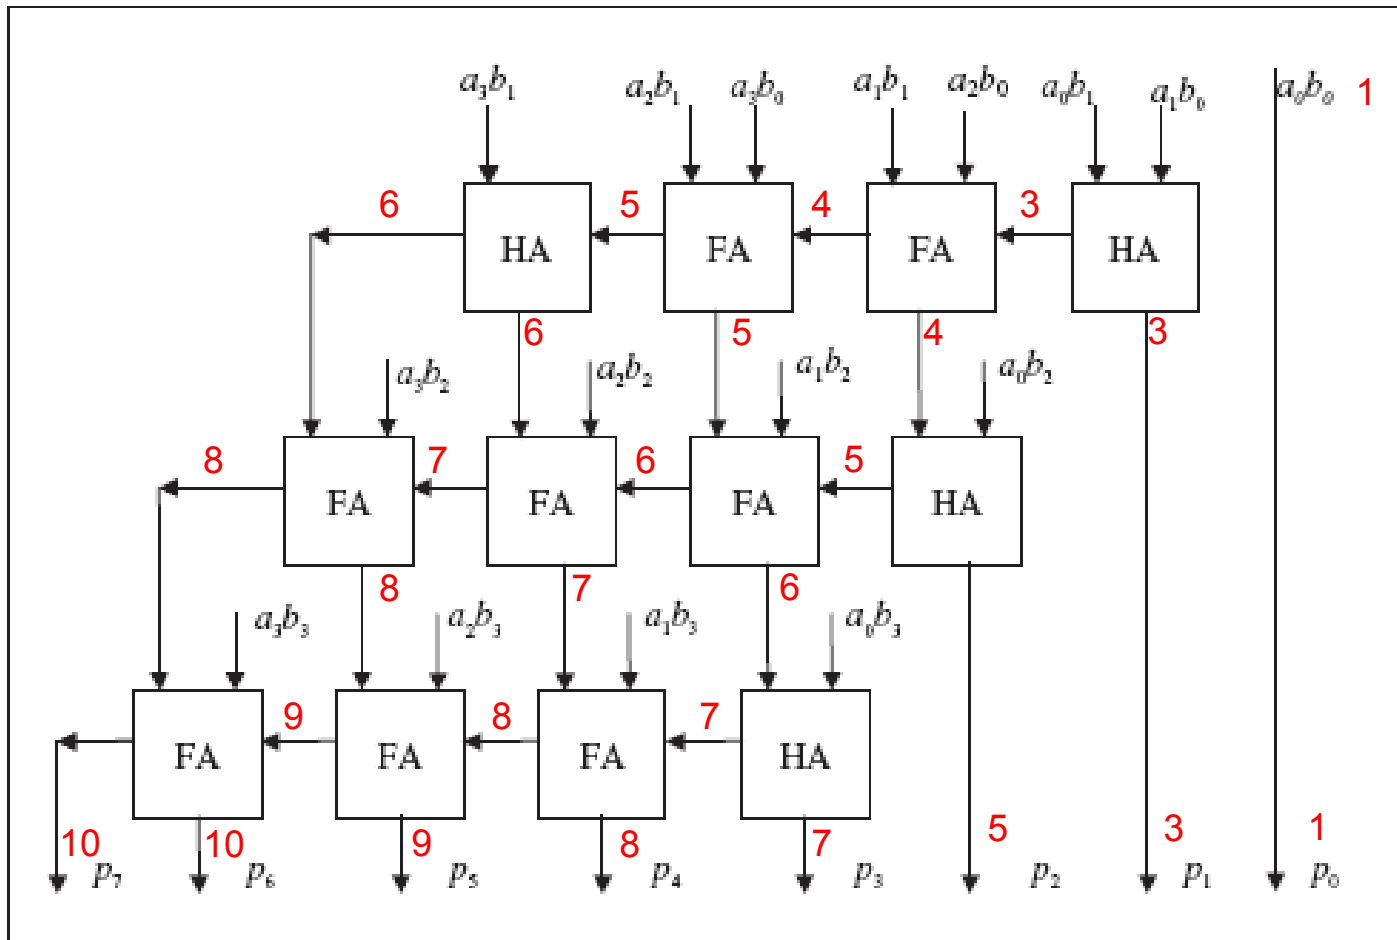 a₃b₁ a₂b₁ a₃b₀ a₁b₁ a₂b₀ a₀b₁ a₁b₀ a₀b₀ 1
6 5 4 3
HA FA FA HA
6 5 4 3
a₃b₂ a₂b₂ a₁b₂ a₀b₂
8 7 6 5
FA FA FA HA
8 7 6
a₃b₃ a₂b₃ a₁b₃ a₀b₃
9 8 7
FA FA FA HA
10 10 9 8 7 5 3 1
p₇ p₆ p₅ p₄ p₃ p₂ p₁ p₀